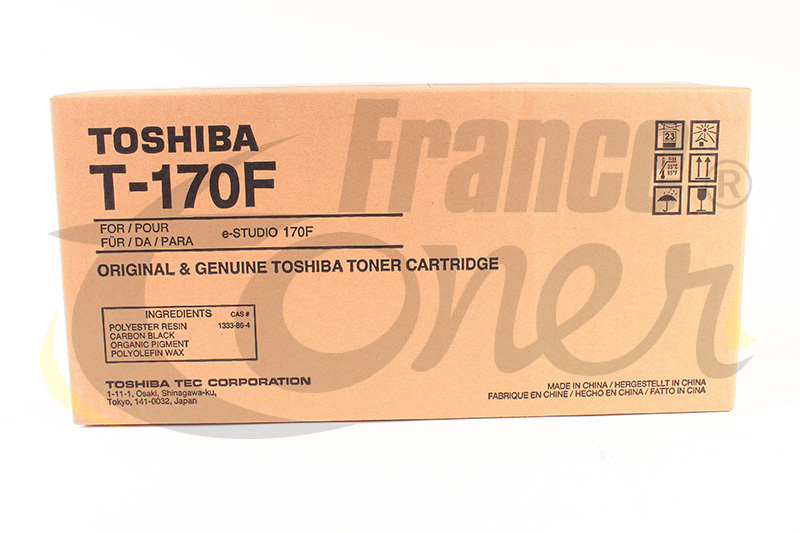 TOSHIBA
T-170F
FOR / POUR
FÜR / DA / PARA
e-STUDIO 170F
ORIGINAL & GENUINE TOSHIBA TONER CARTRIDGE
INGREDIENTS CAS #
POLYESTER RESIN 1333-86-4
CARBON BLACK
ORGANIC PIGMENT
POLYOLEFIN WAX
TOSHIBA TEC CORPORATION
1-11-1, Osaki, Shinagawa-ku,
Tokyo, 141-0032, Japan
23
35°C
95°F
MADE IN CHINA / HERGESTELLT IN CHINA
FABRIQUE EN CHINE / HECHO EN CHINA / FATTO IN CINA
France ®
Toner